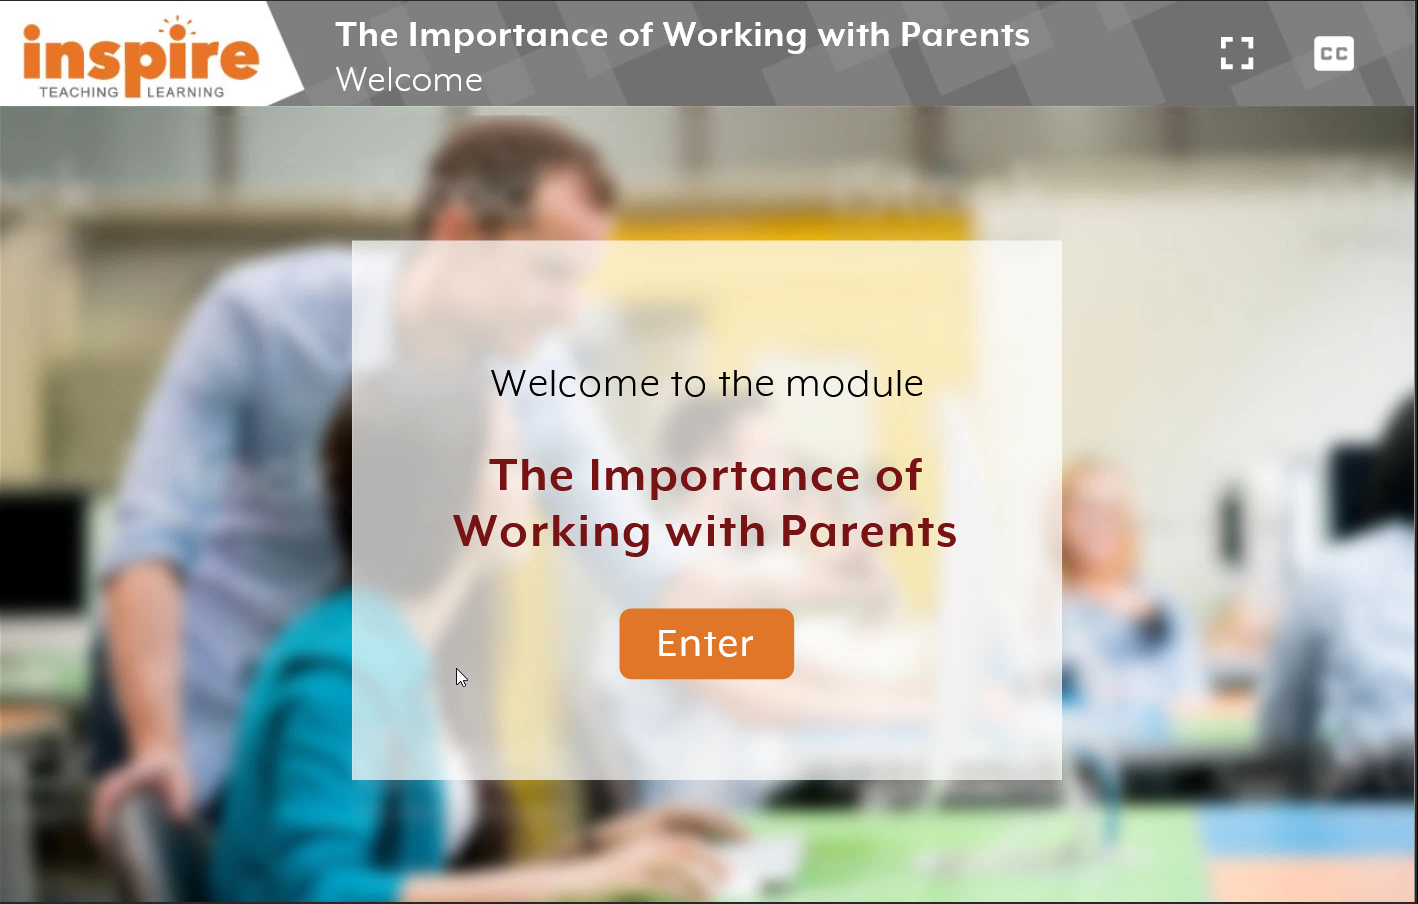 inspire
TEACHING LEARNING
The Importance of Working with Parents
Welcome
CC
Welcome to the module
The Importance of
Working with Parents
Enter